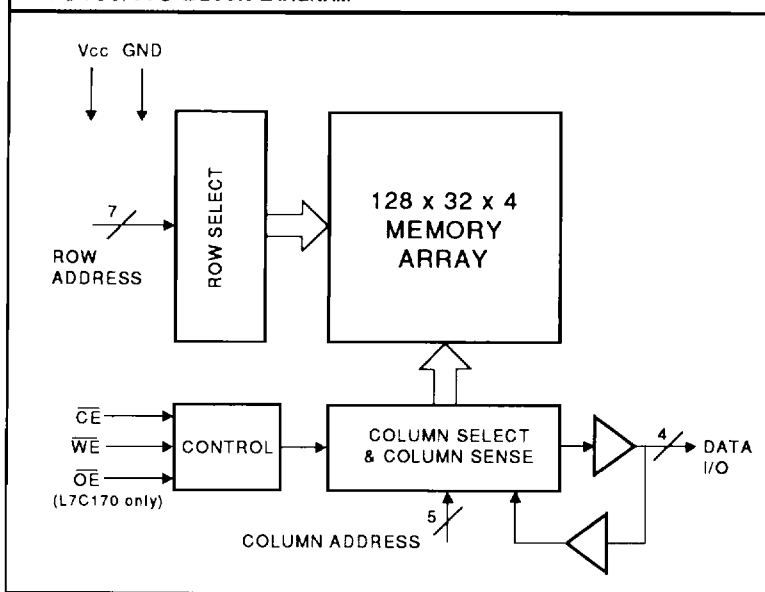 Vcc GND
ROW SELECT
128 x 32 x 4
MEMORY
ARRAY
7
ROW
ADDRESS
CE
WE
OE
(L7C170 only)
CONTROL
COLUMN SELECT
& COLUMN SENSE
4
DATA
I/O
5
COLUMN ADDRESS